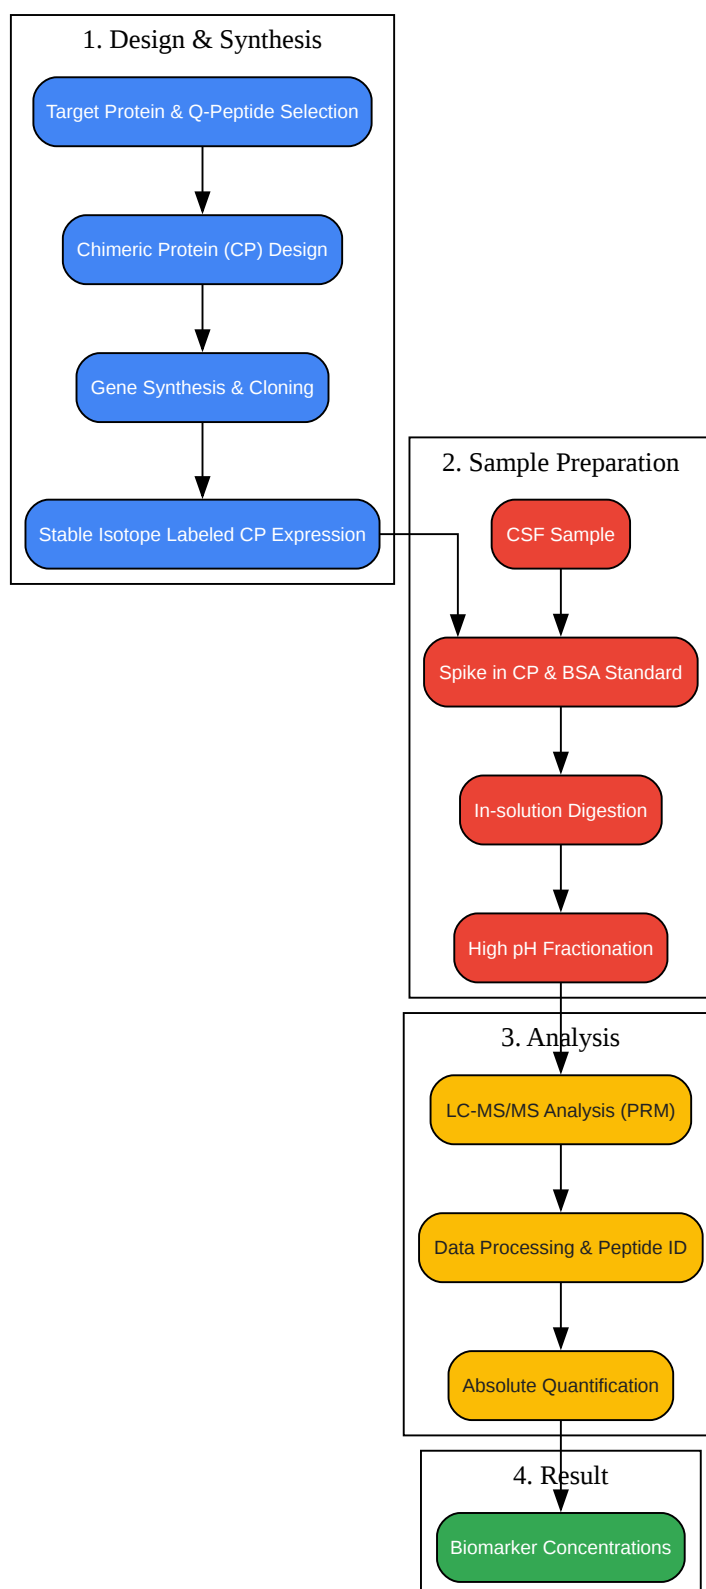 1. Design & Synthesis
Target Protein & Q-Peptide Selection
Chimeric Protein (CP) Design
Gene Synthesis & Cloning
Stable Isotope Labeled CP Expression
2. Sample Preparation
CSF Sample
Spike in CP & BSA Standard
In-solution Digestion
High pH Fractionation
3. Analysis
LC-MS/MS Analysis (PRM)
Data Processing & Peptide ID
Absolute Quantification
4. Result
Biomarker Concentrations